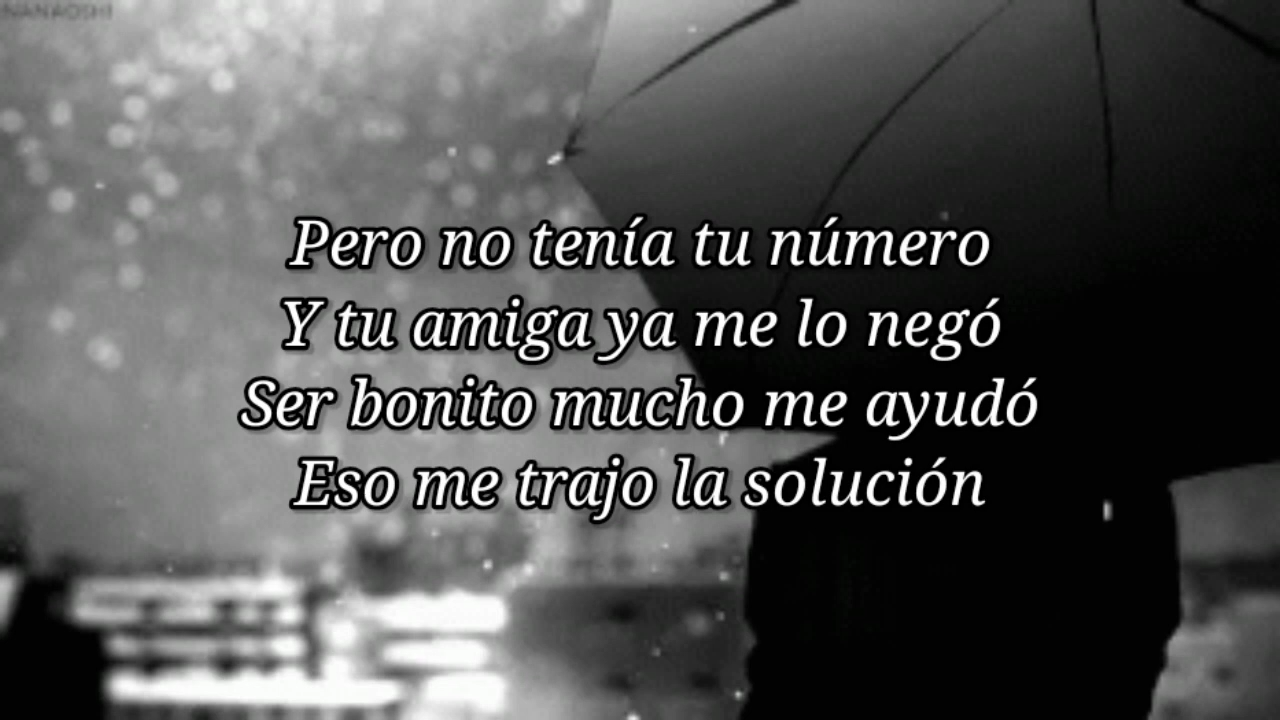 NANAOSHI
Pero no tenía tu número
Y tu amiga ya me lo negó
Ser bonito mucho me ayudó
Eso me trajo la solución